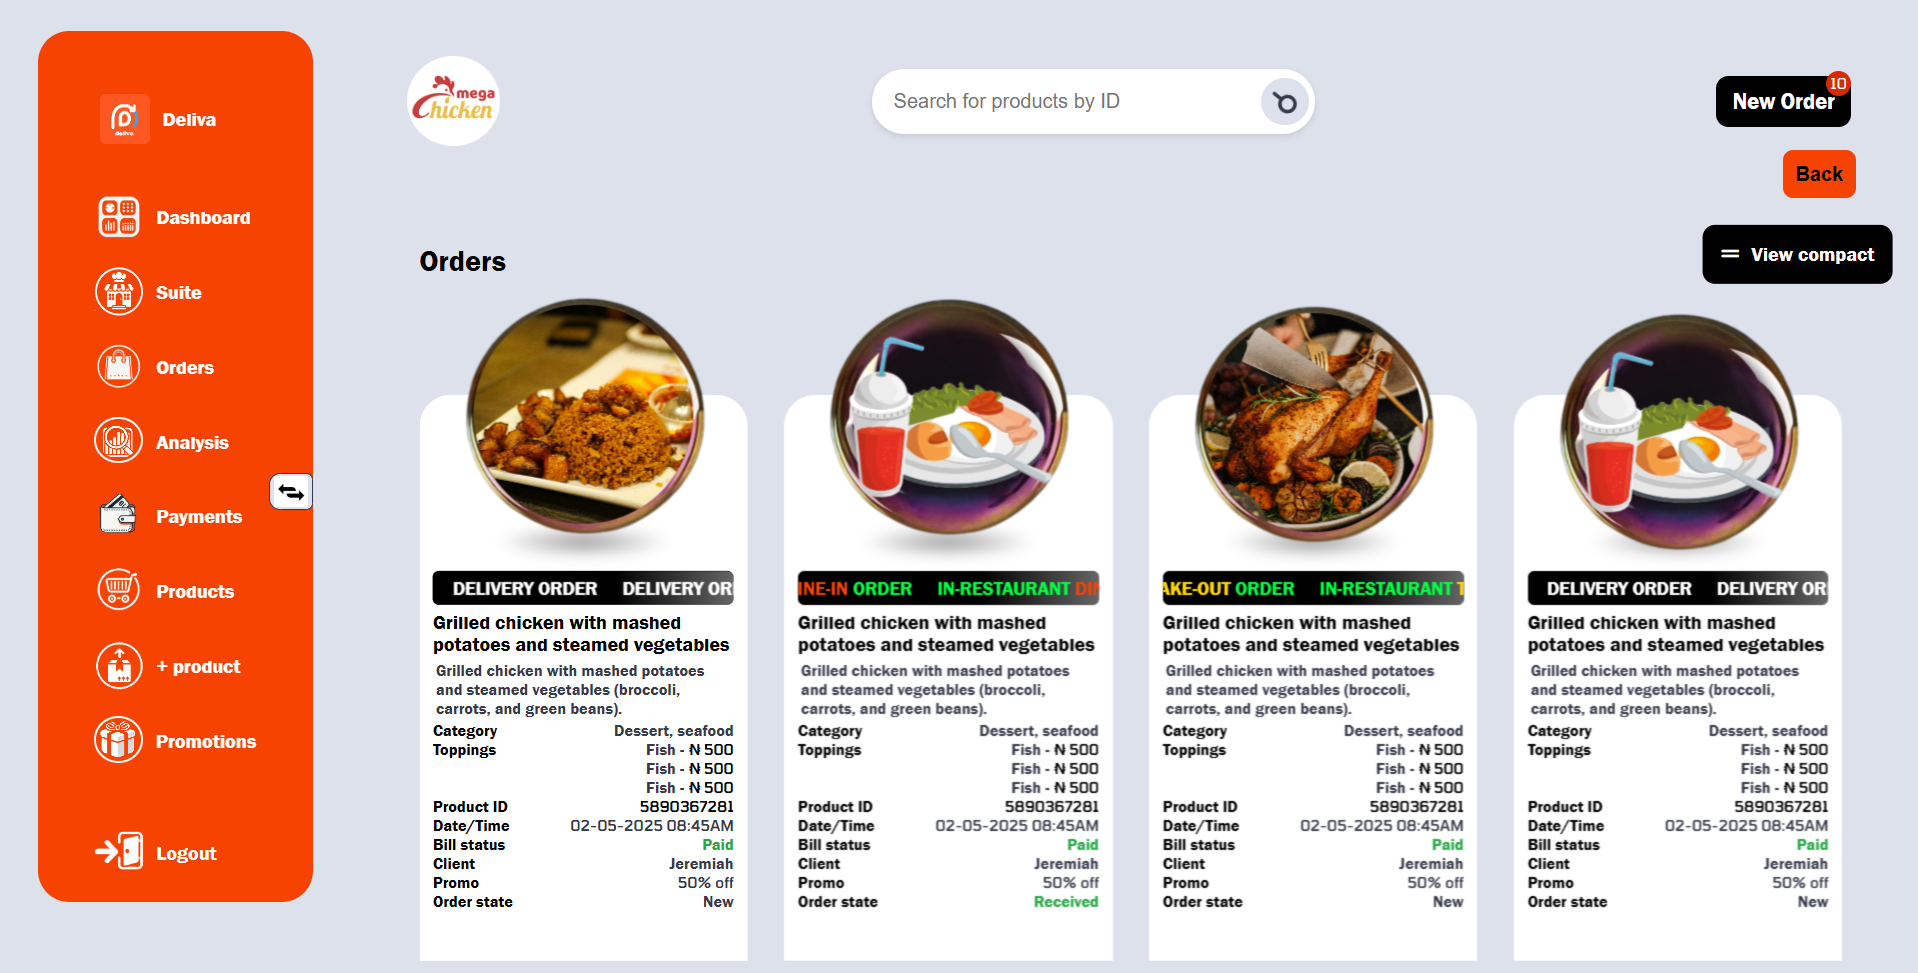 deliva
Deliva
Dashboard
Suite
Orders
Analysis
Payments
Products
+ product
Promotions
Logout
mega
Chicken
Search for products by ID
10
New Order
Back
View compact
Orders
DELIVERY ORDER DELIVERY OR
Grilled chicken with mashed
potatoes and steamed vegetables
Grilled chicken with mashed potatoes
and steamed vegetables (broccoli,
carrots, and green beans).
Category Dessert, seafood
Toppings Fish - ₦ 500
Fish - ₦ 500
Fish - ₦ 500
Product ID 5890367281
Date/Time 02-05-2025 08:45AM
Bill status Paid
Client Jeremiah
Promo 50% off
Order state New
INE-IN ORDER IN-RESTAURANT DIN
Grilled chicken with mashed
potatoes and steamed vegetables
Grilled chicken with mashed potatoes
and steamed vegetables (broccoli,
carrots, and green beans).
Category Dessert, seafood
Toppings Fish - ₦ 500
Fish - ₦ 500
Fish - ₦ 500
Product ID 5890367281
Date/Time 02-05-2025 08:45AM
Bill status Paid
Client Jeremiah
Promo 50% off
Order state Received
AKE-OUT ORDER IN-RESTAURANT T
Grilled chicken with mashed
potatoes and steamed vegetables
Grilled chicken with mashed potatoes
and steamed vegetables (broccoli,
carrots, and green beans).
Category Dessert, seafood
Toppings Fish - ₦ 500
Fish - ₦ 500
Fish - ₦ 500
Product ID 5890367281
Date/Time 02-05-2025 08:45AM
Bill status Paid
Client Jeremiah
Promo 50% off
Order state New
DELIVERY ORDER DELIVERY OR
Grilled chicken with mashed
potatoes and steamed vegetables
Grilled chicken with mashed potatoes
and steamed vegetables (broccoli,
carrots, and green beans).
Category Dessert, seafood
Toppings Fish - ₦ 500
Fish - ₦ 500
Fish - ₦ 500
Product ID 5890367281
Date/Time 02-05-2025 08:45AM
Bill status Paid
Client Jeremiah
Promo 50% off
Order state New